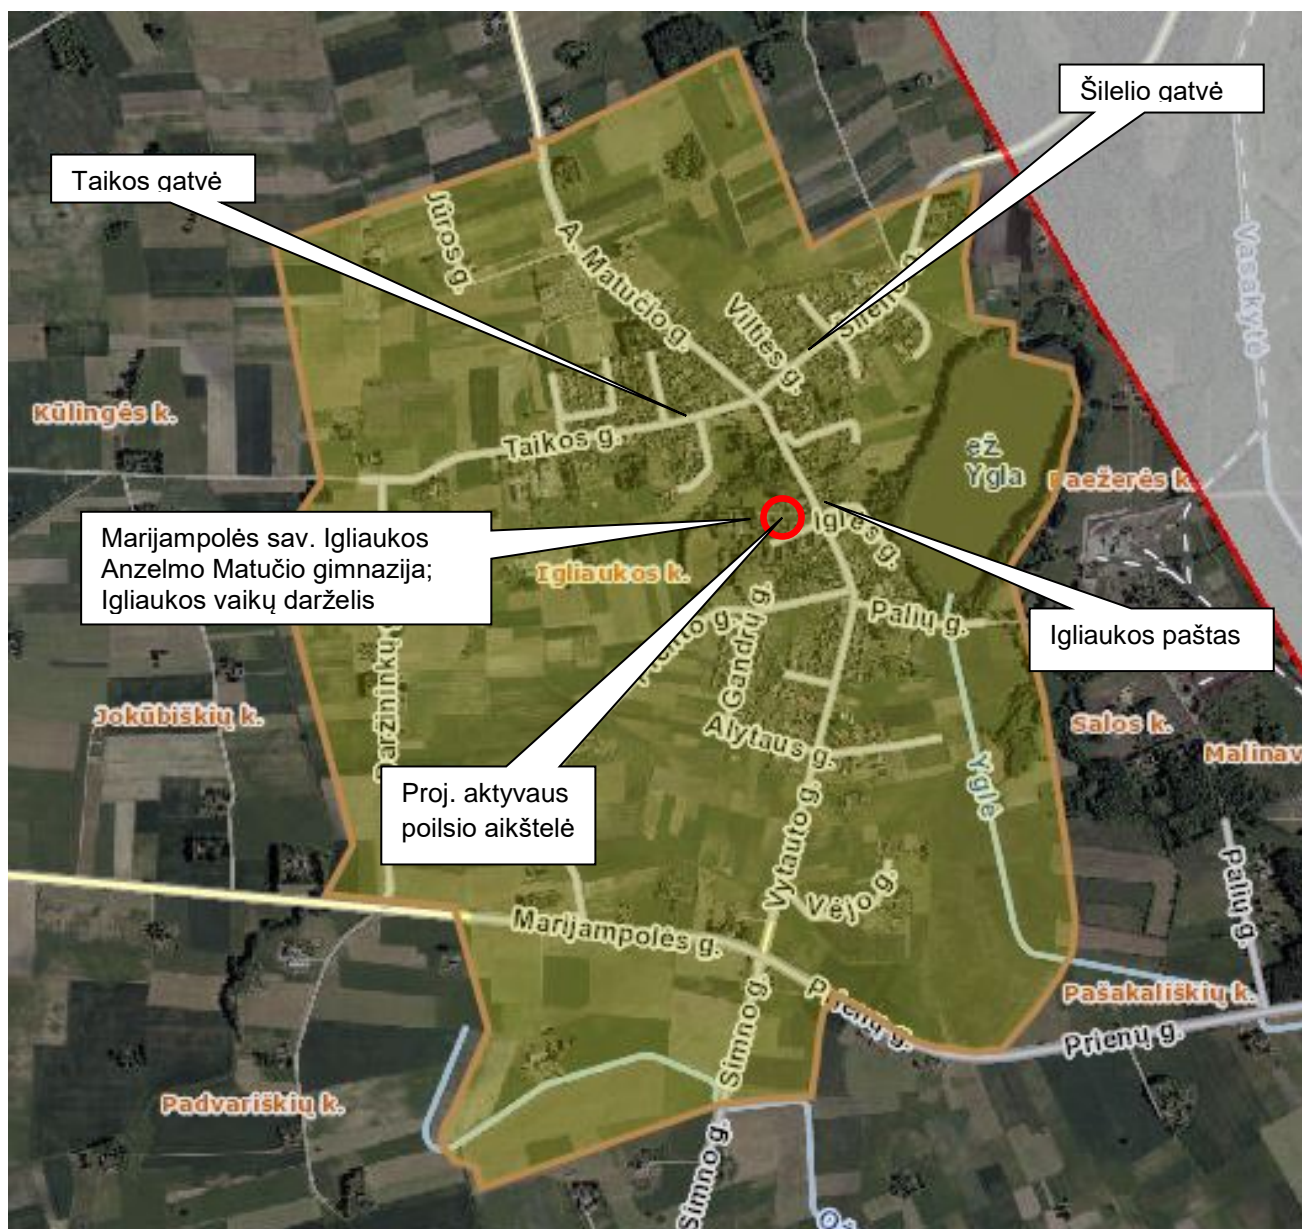 Šilelio gatvė
Taikos gatvė
Jūros g.
A. Matučio g.
Vilties g.
Šilelio g.
Vasakytė
Kūlingės k.
Taikos g.
ež
Ygla
Paežerės k.
Marijampolės sav. Igliaukos
Anzelmo Matučio gimnazija;
Igliaukos vaikų darželis
Iglės g.
Igliaukos k.
Palių g.
Igliaukos paštas
Gandrų g.
Jokūbiškių k.
Alytaus g.
Salos k.
Malinav
Yglė
Proj. aktyvaus
poilsio aikštelė
Vytauto g.
Vėjo g.
Palių g.
Marijampolės g.
Prienų g.
Pašakališkių k.
Prienų g.
Simno g.
Padvariškių k.
Simno g.